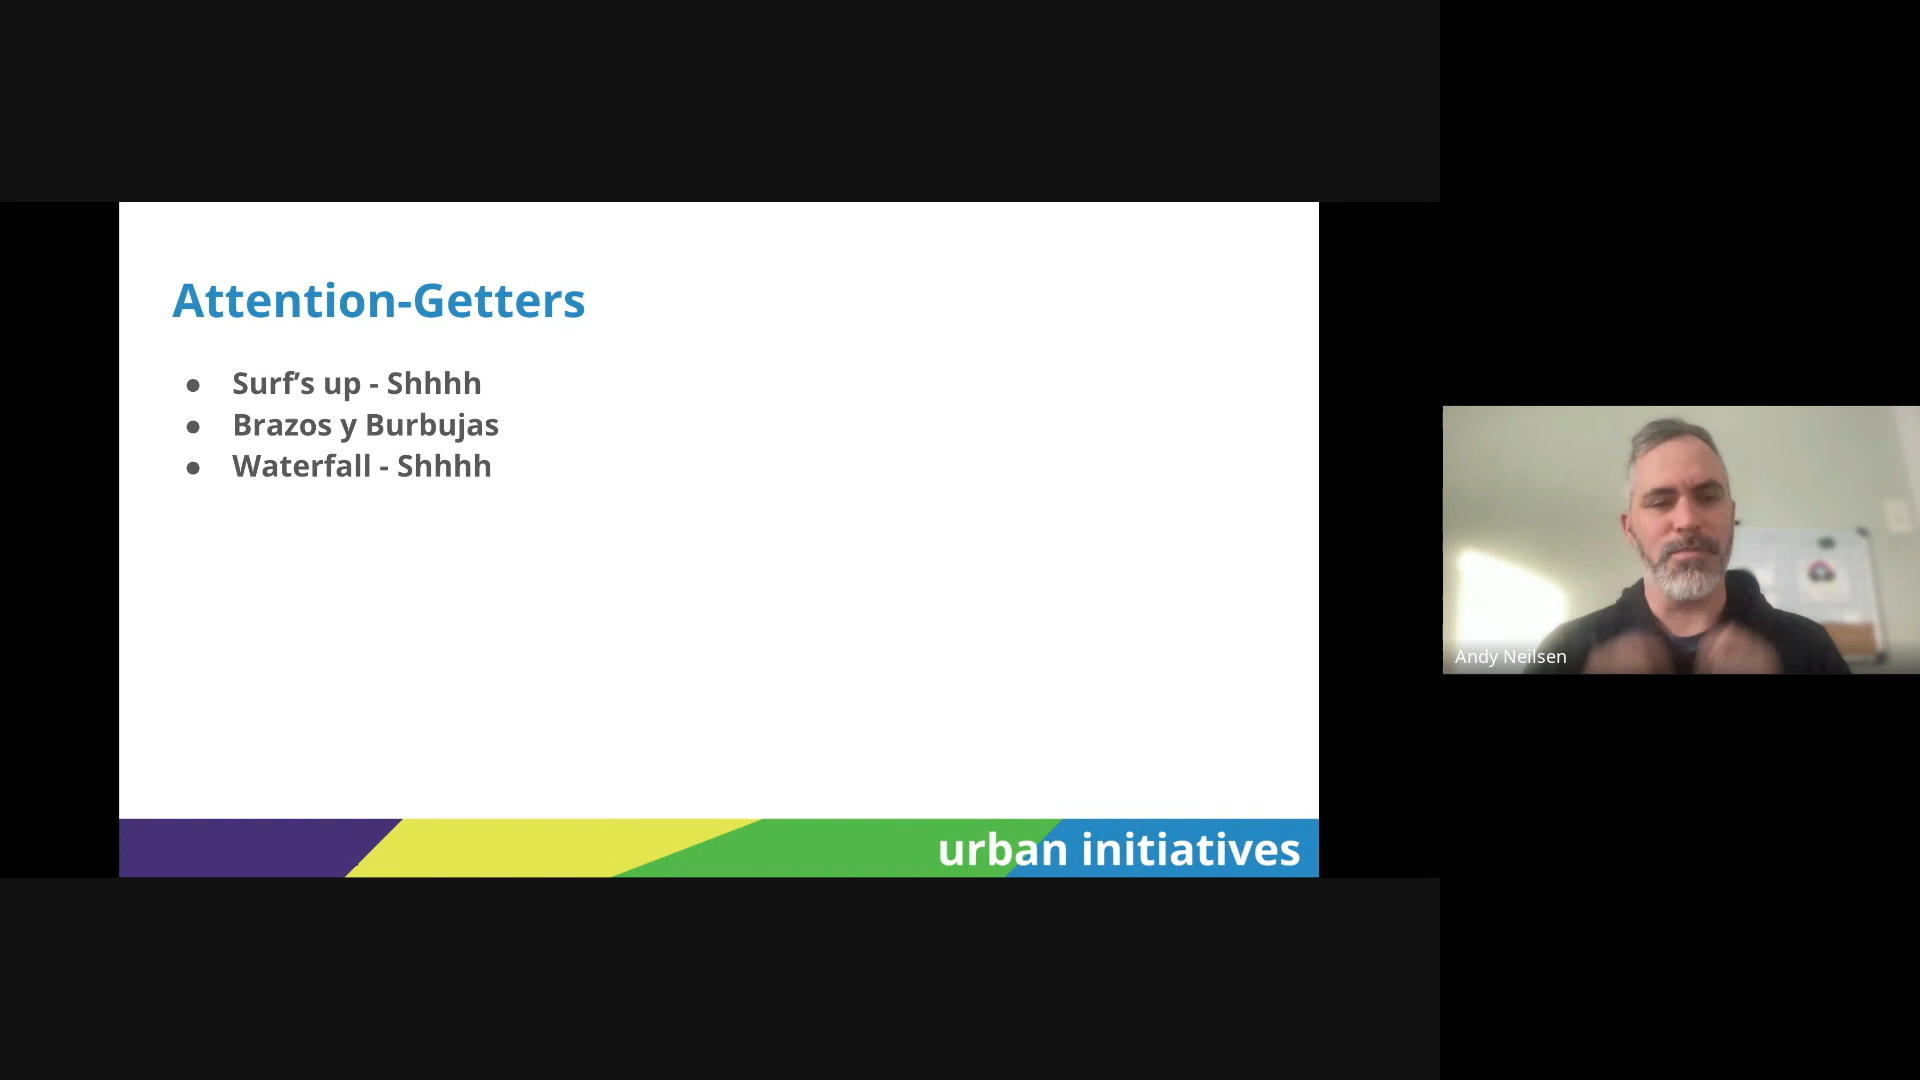 Attention-Getters
● Surf’s up - Shhhh
● Brazos y Burbujas
● Waterfall - Shhhh
urban initiatives
Andy Neilsen